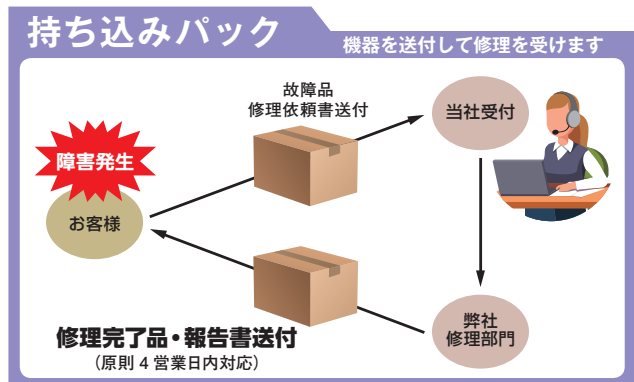 持ち込みパック
機器を送付して修理を受けます
故障品
修理依頼書送付
当社受付
障害発生
お客様
修理完了品・報告書送付
（原則 4 営業日内対応）
弊社
修理部門